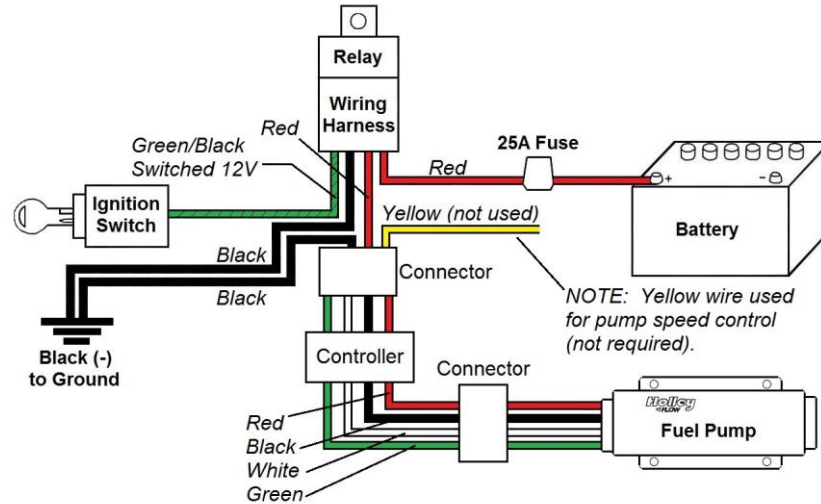 Relay
Wiring
Harness
Red
Green/Black
Switched 12V
Red
25A Fuse
+
-
Battery
Ignition
Switch
Yellow (not used)
Black
Black
Connector
NOTE: Yellow wire used
for pump speed control
(not required).
Black (-)
to Ground
Controller
Connector
Red
Black
White
Green
Holley
FLOW
Fuel Pump